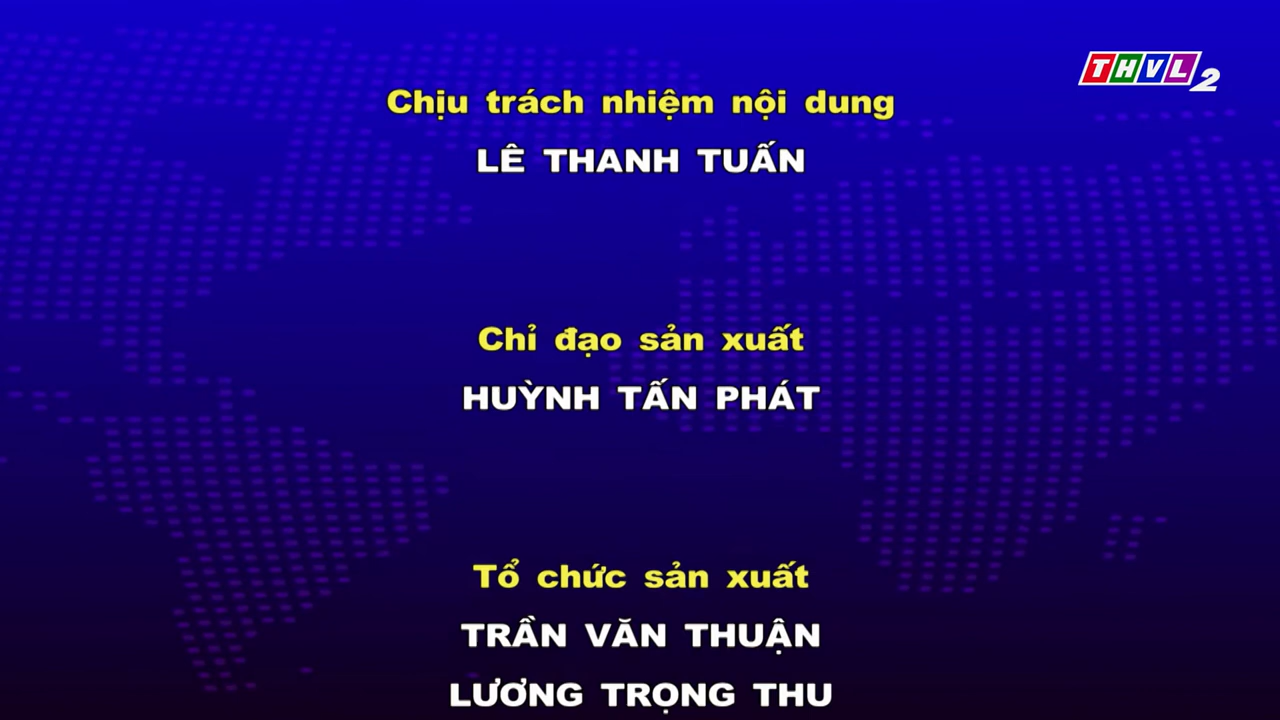 THVL2
Chịu trách nhiệm nội dung
LÊ THANH TUẤN
Chỉ đạo sản xuất
HUỲNH TẤN PHÁT
Tổ chức sản xuất
TRẦN VĂN THUẬN
LƯƠNG TRỌNG THU